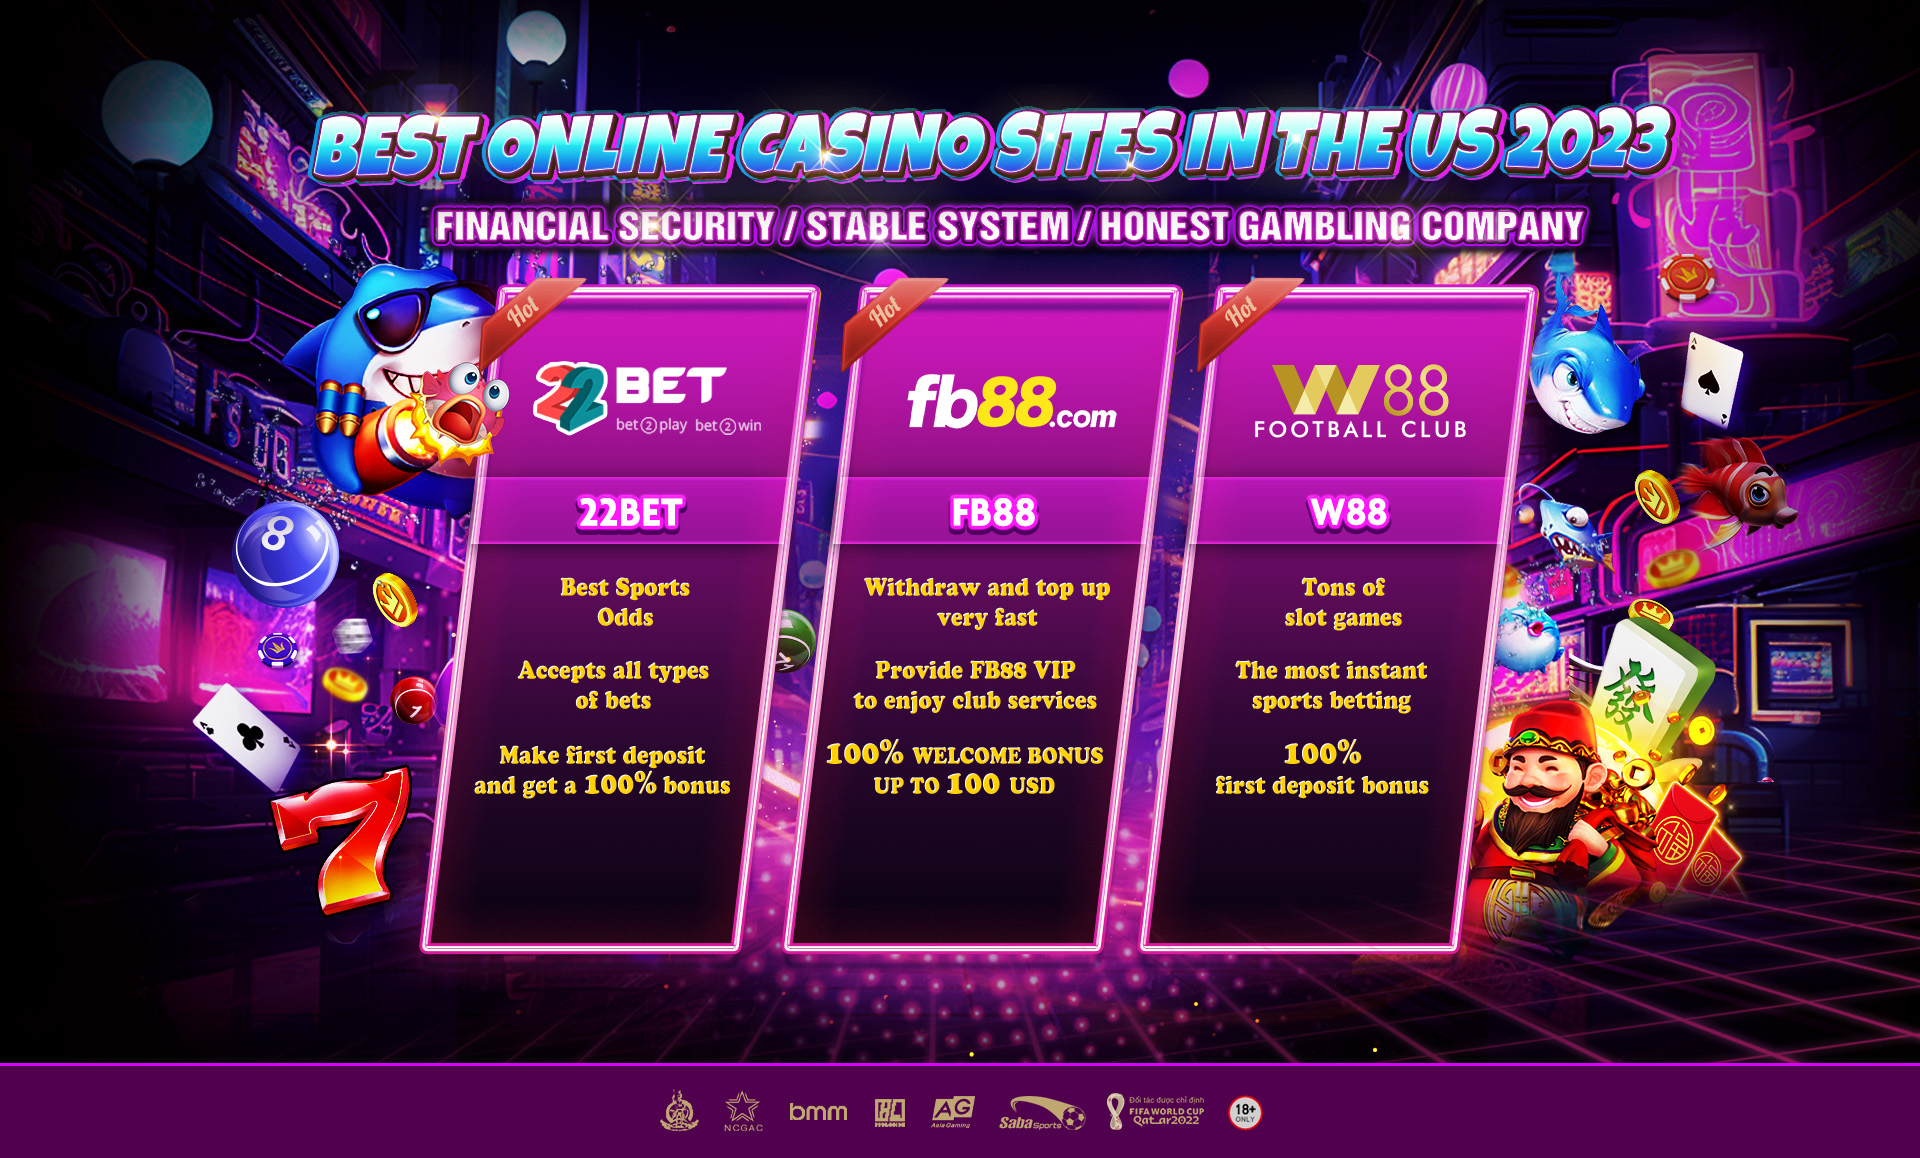 BEST ONLINE CASINO SITES IN THE US 2023
FINANCIAL SECURITY / STABLE SYSTEM / HONEST GAMBLING COMPANY
Hot
22BET
bet2play bet2win
22BET
Best Sports
Odds
Accepts all types
of bets
Make first deposit
and get a 100% bonus
Hot
fb88.com
FB88
Withdraw and top up
very fast
Provide FB88 VIP
to enjoy club services
100% WELCOME BONUS
UP TO 100 USD
Hot
W88
FOOTBALL CLUB
W88
Tons of
slot games
The most instant
sports betting
100%
first deposit bonus
8
7
A
A
發
福
NCGAC
bmm
AG
Asia Gaming
Saba Sports
Đối tác được chỉ định
FIFA WORLD CUP
Qatar2022
18+
ONLY